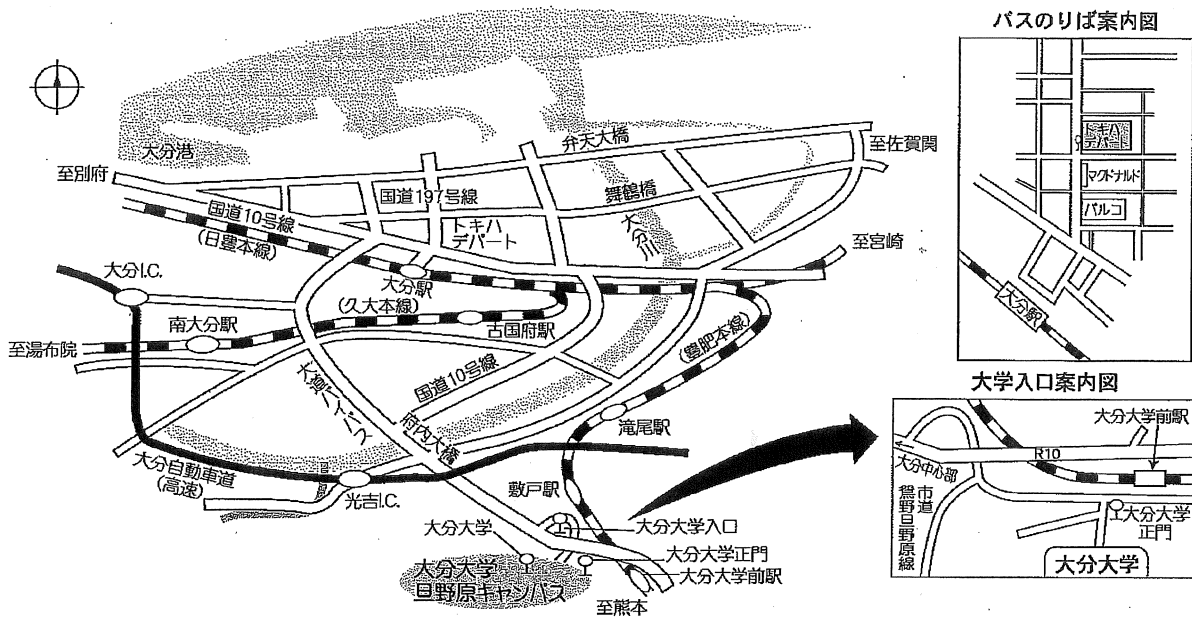 大分港
至別府
国道10号線
(日豊本線)
国道197号線
トキハ
デパート
弁天大橋
舞鶴橋
大分川
至佐賀関
至宮崎
大分I.C.
大分駅
(久大本線)
南大分駅
古国府駅
至湯布院
(豊肥本線)
国道10号線
大道バイパス
府内大橋
滝尾駅
大分自動車道
(高速)
光吉I.C.
敷戸駅
大分大学
大分大学入口
大分大学正門
大分大学前駅
大分大学
旦野原キャンパス
至熊本
バスのりば案内図
トキハ
デパート
マクドナルド
パルコ
大分駅
大学入口案内図
大分大学前駅
R10
大分中心部
市道
鴛野旦野原線
大分大学
正門
大分大学